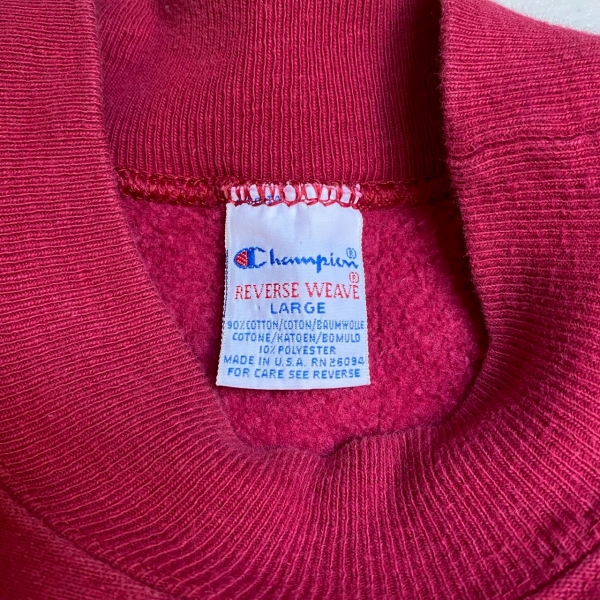 Champion®
REVERSE WEAVE®
LARGE
90% COTTON/COTON/BAUMWOLLE
COTONE/KATOEN/BOMULD
10% POLYESTER
MADE IN U.S.A. RN 26094
FOR CARE SEE REVERSE